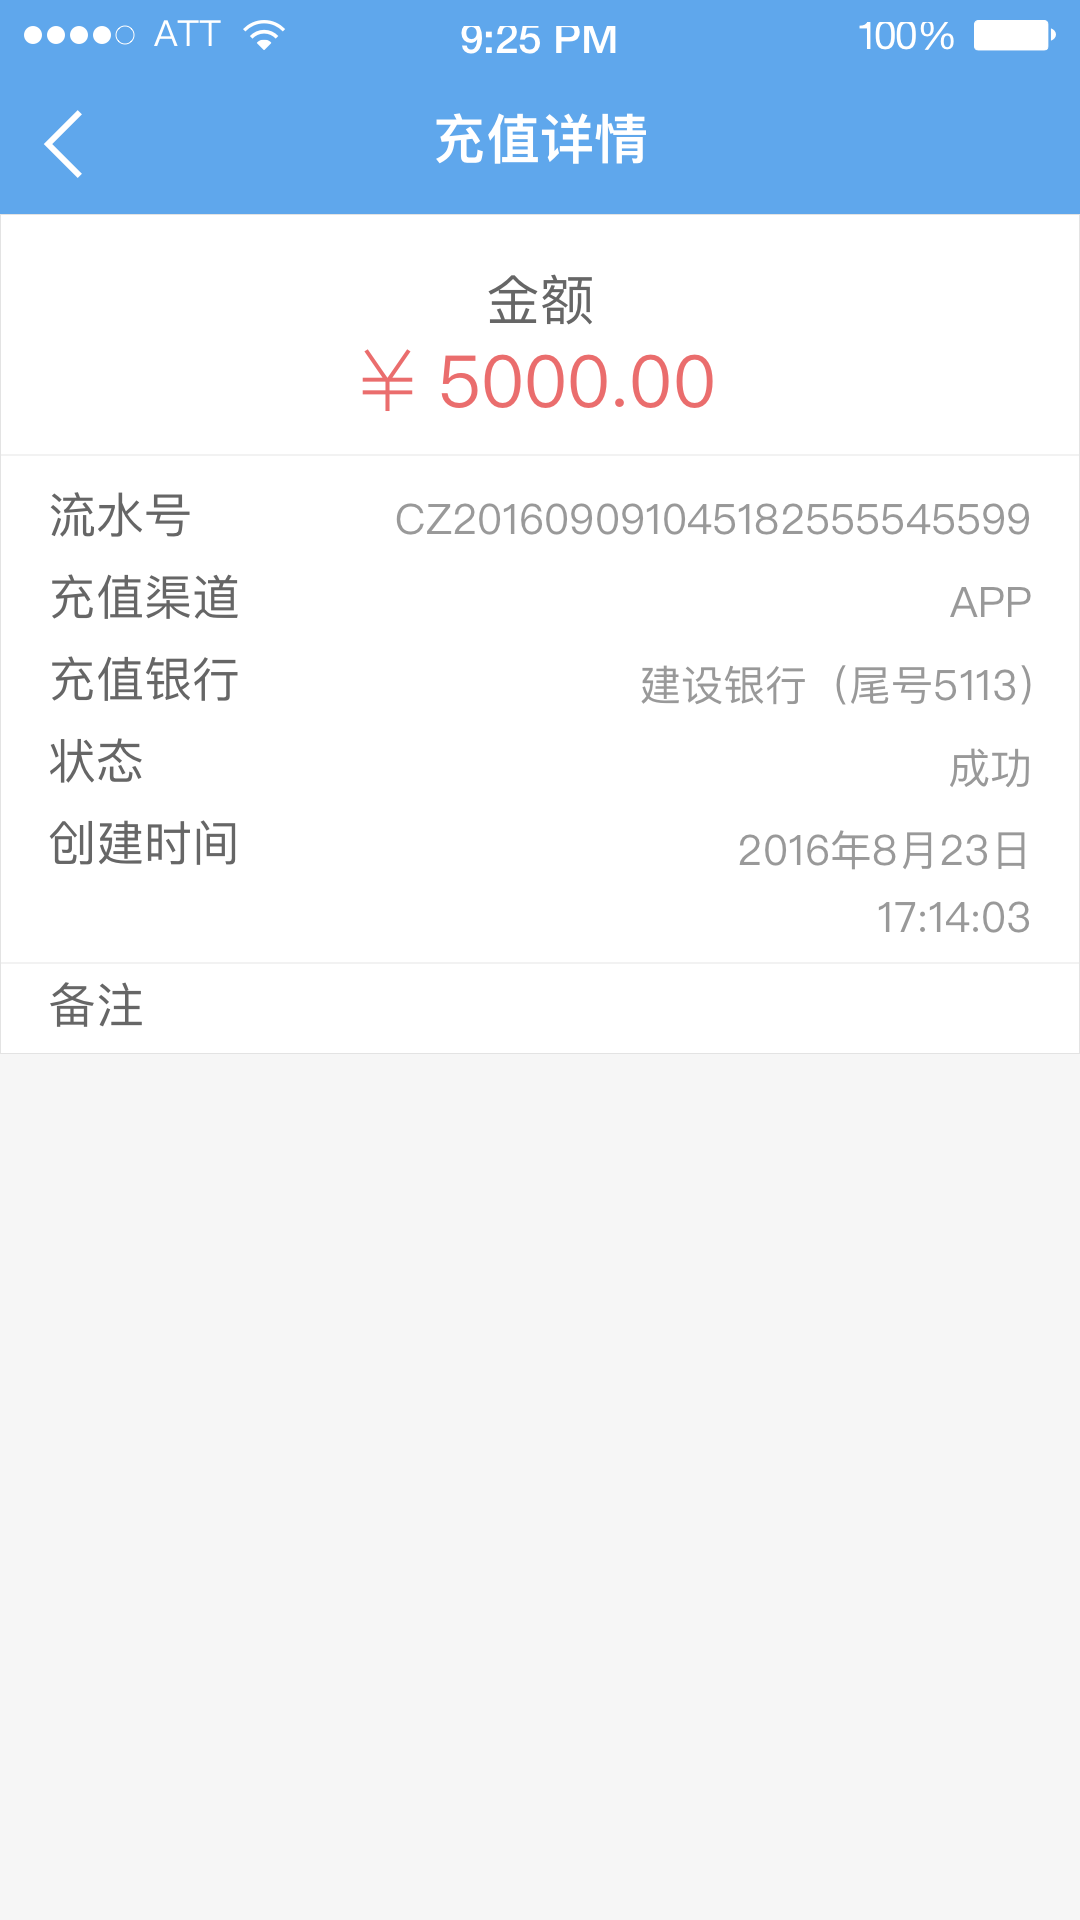 ATT 9:25 PM 100%
充值详情
金额
¥ 5000.00
流水号 CZ20160909104518255554​5599
充值渠道 APP
充值银行 建设银行（尾号5113）
状态 成功
创建时间 2016年8月23日
17:14:03
备注